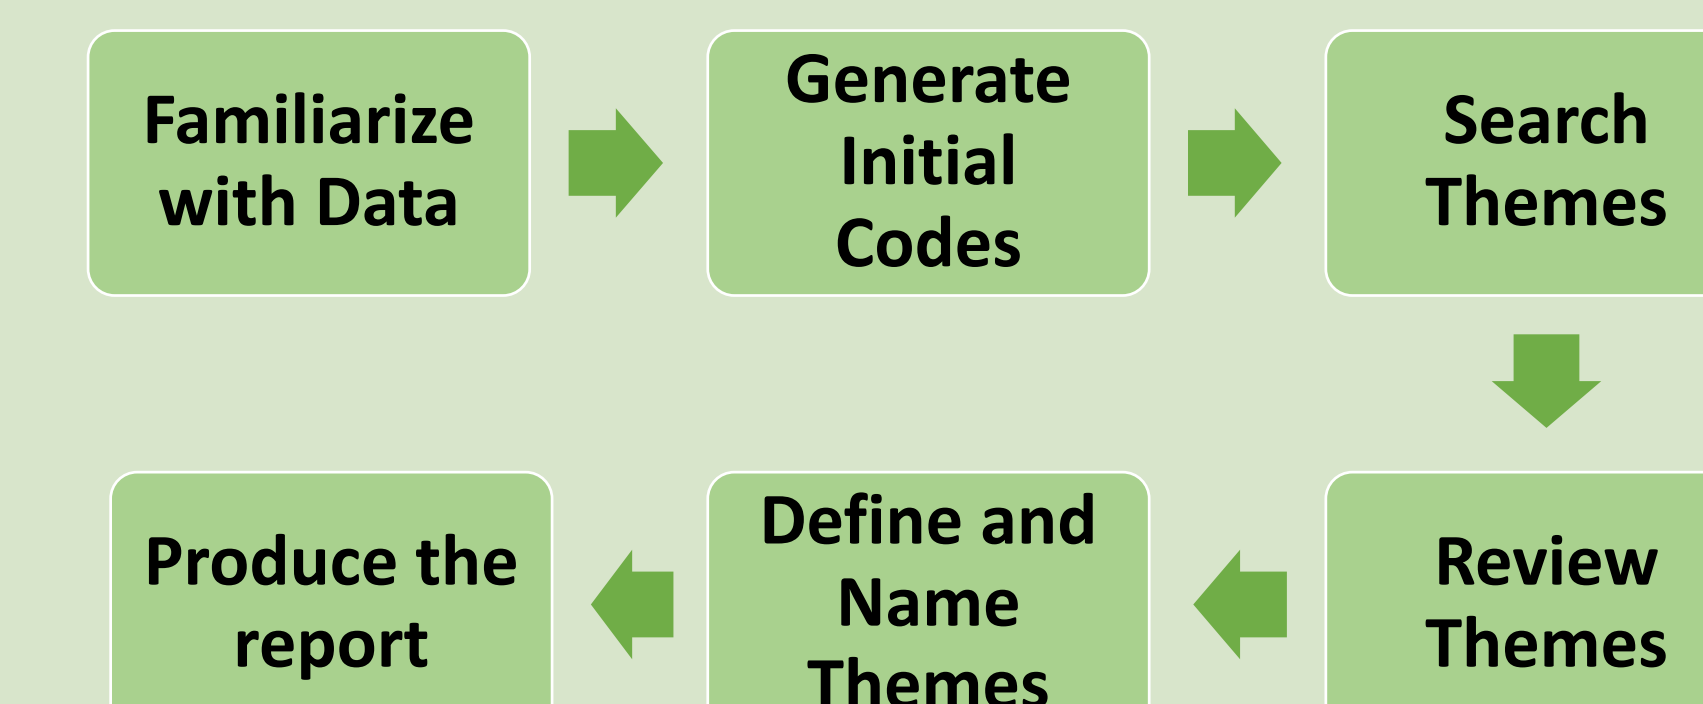 Familiarize
with Data
Generate
Initial
Codes
Search
Themes
Review
Themes
Define and
Name
Themes
Produce the
report